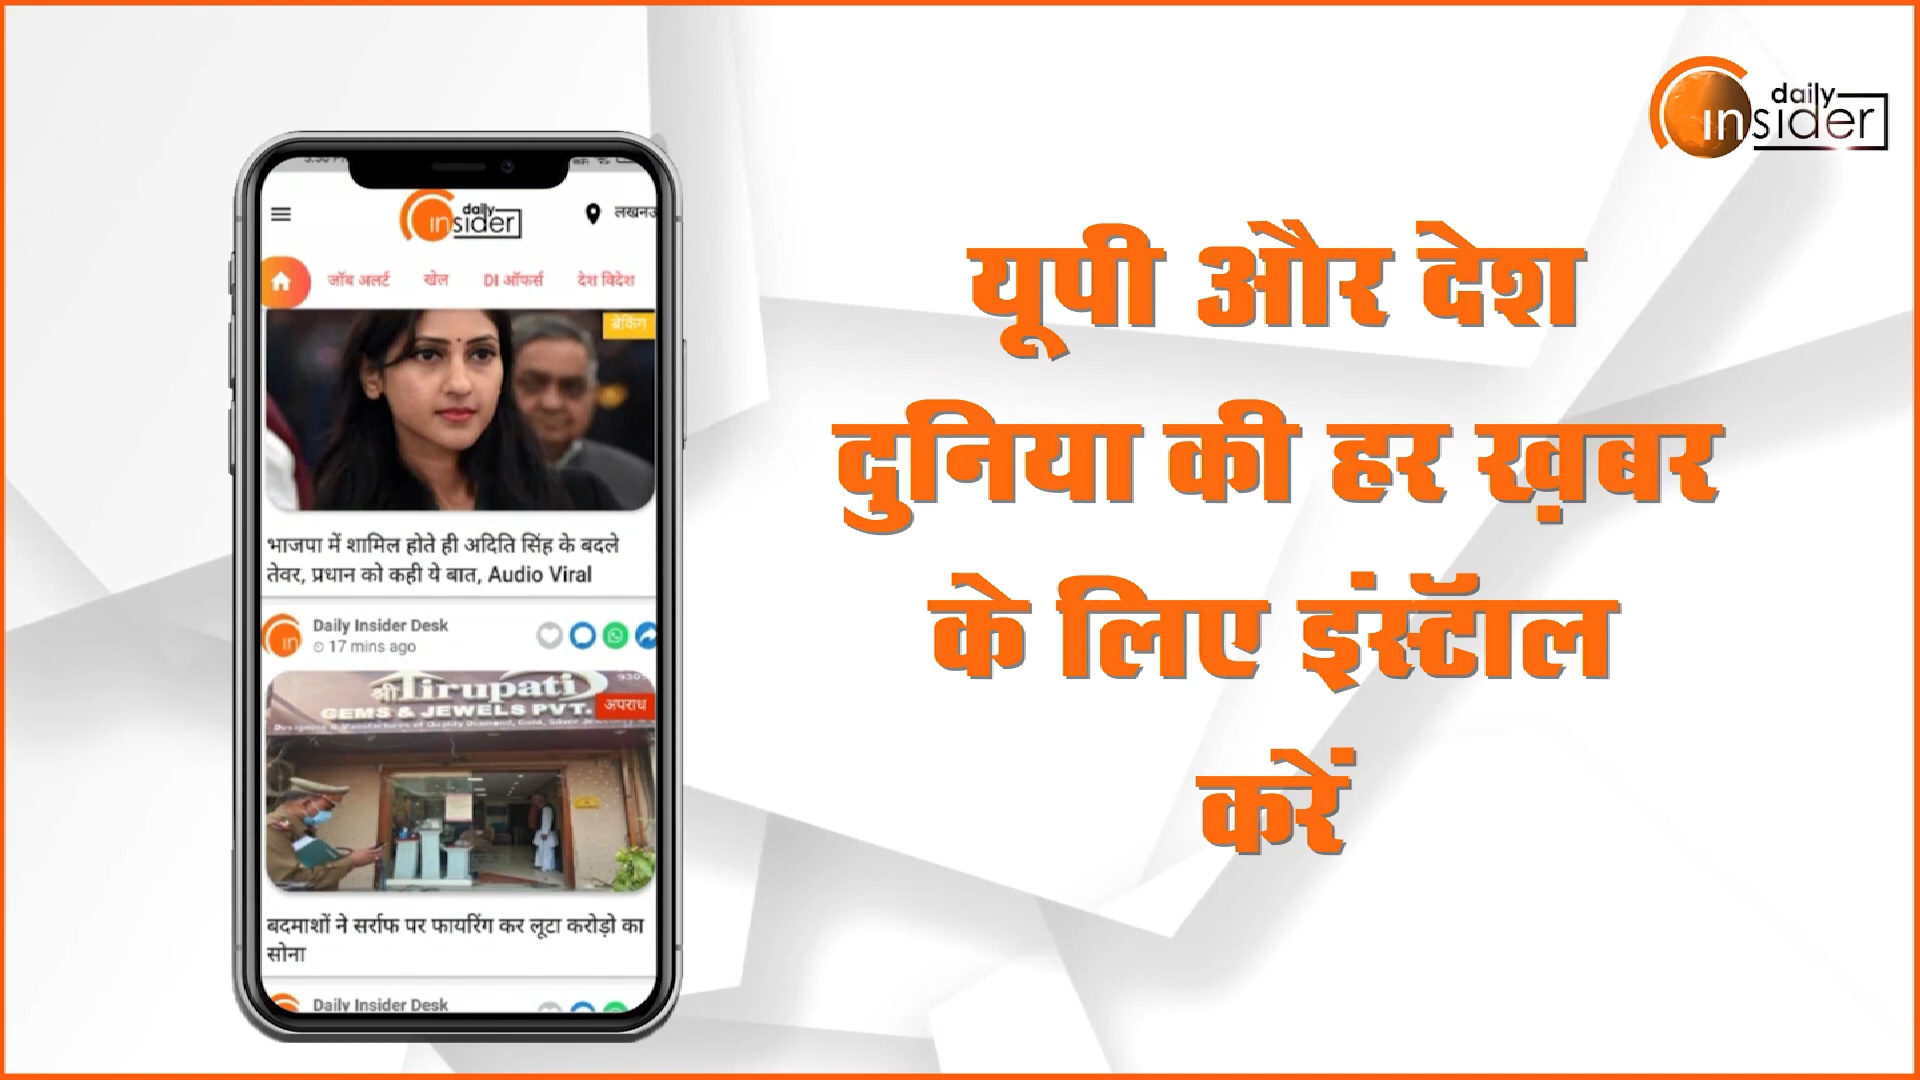 daily
insider
यूपी और देश
दुनिया की हर ख़बर
के लिए इंस्टॉल
करें
daily
insider
जॉब अलर्ट खेल DI ऑफर्स देश विदेश
ब्रेकिंग
भाजपा में शामिल होते ही अदिति सिंह के बदले
तेवर, प्रधान को कही ये बात, Audio Viral
in
Daily Insider Desk
17 mins ago
श्री Tirupati
GEMS & JEWELS PVT.
अपराध
बदमाशों ने सर्राफ पर फायरिंग कर लूटा करोड़ो का
सोना
Daily Insider Desk